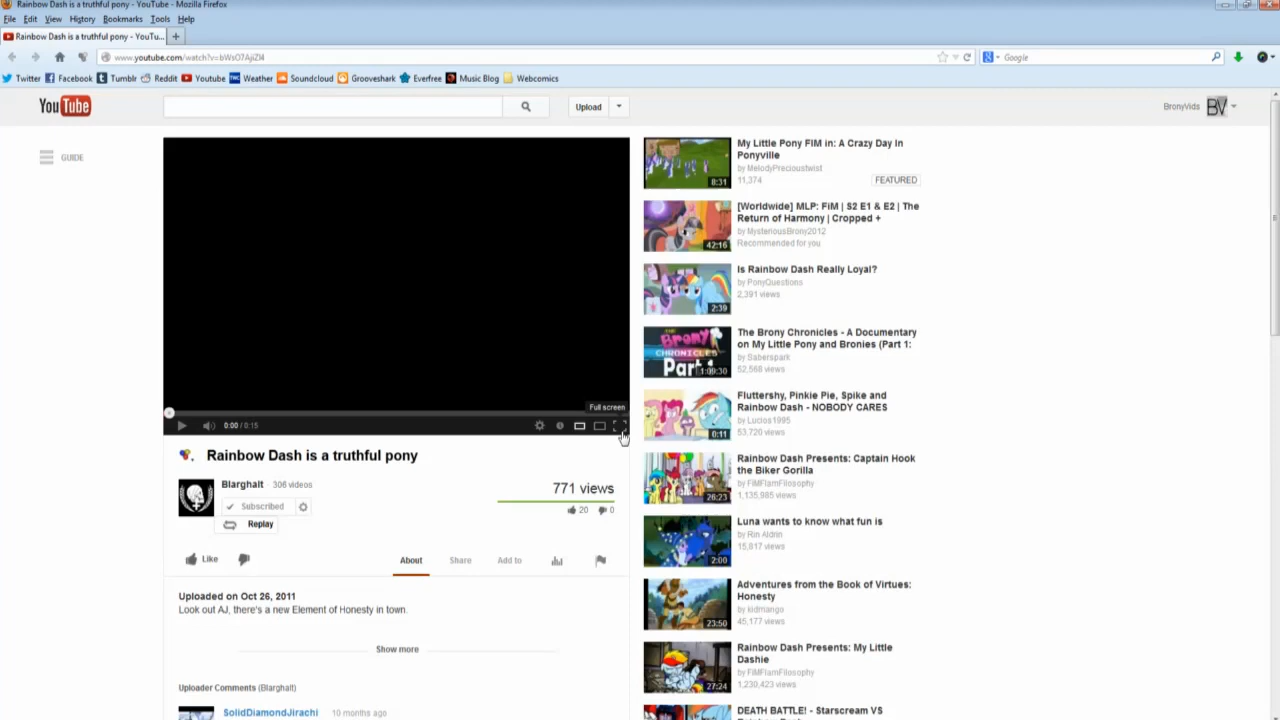 Rainbow Dash is a truthful pony - YouTube - Mozilla Firefox
File Edit View History Bookmarks Tools Help
Rainbow Dash is a truthful pony - YouTu...
www.youtube.com/watch?v=bWsO7AjiZI4
Google
Twitter Facebook Tumblr Reddit Youtube Weather Soundcloud Grooveshark Everfree Music Blog Webcomics
YouTube
Upload
BronyVids BV
GUIDE
Full screen
0:00 / 0:15
Rainbow Dash is a truthful pony
Blarghalt · 306 videos
Subscribed
Replay
771 views
20 0
Like
About Share Add to
Uploaded on Oct 26, 2011
Look out AJ, there's a new Element of Honesty in town.
Show more
Uploader Comments (Blarghalt)
SolidDiamondJirachi 10 months ago
8:31
My Little Pony FIM in: A Crazy Day In
Ponyville
by MelodyPrecioustwist
11,374 FEATURED
42:16
[Worldwide] MLP: FiM | S2 E1 & E2 | The
Return of Harmony | Cropped +
by MysteriousBrony2012
Recommended for you
2:39
Is Rainbow Dash Really Loyal?
by PonyQuestions
2,391 views
THE
Brony
CHRONICLES
Part 1
1:09:30
The Brony Chronicles - A Documentary
on My Little Pony and Bronies (Part 1:
by Saberspark
52,568 views
0:11
Fluttershy, Pinkie Pie, Spike and
Rainbow Dash - NOBODY CARES
by Lucios1995
53,720 views
26:23
Rainbow Dash Presents: Captain Hook
the Biker Gorilla
by FiMFlamFilosophy
1,135,985 views
2:00
Luna wants to know what fun is
by Rin Aldrin
15,817 views
23:50
Adventures from the Book of Virtues:
Honesty
by kidmango
45,177 views
27:24
Rainbow Dash Presents: My Little
Dashie
by FiMFlamFilosophy
1,230,423 views
DEATH BATTLE! - Starscream VS